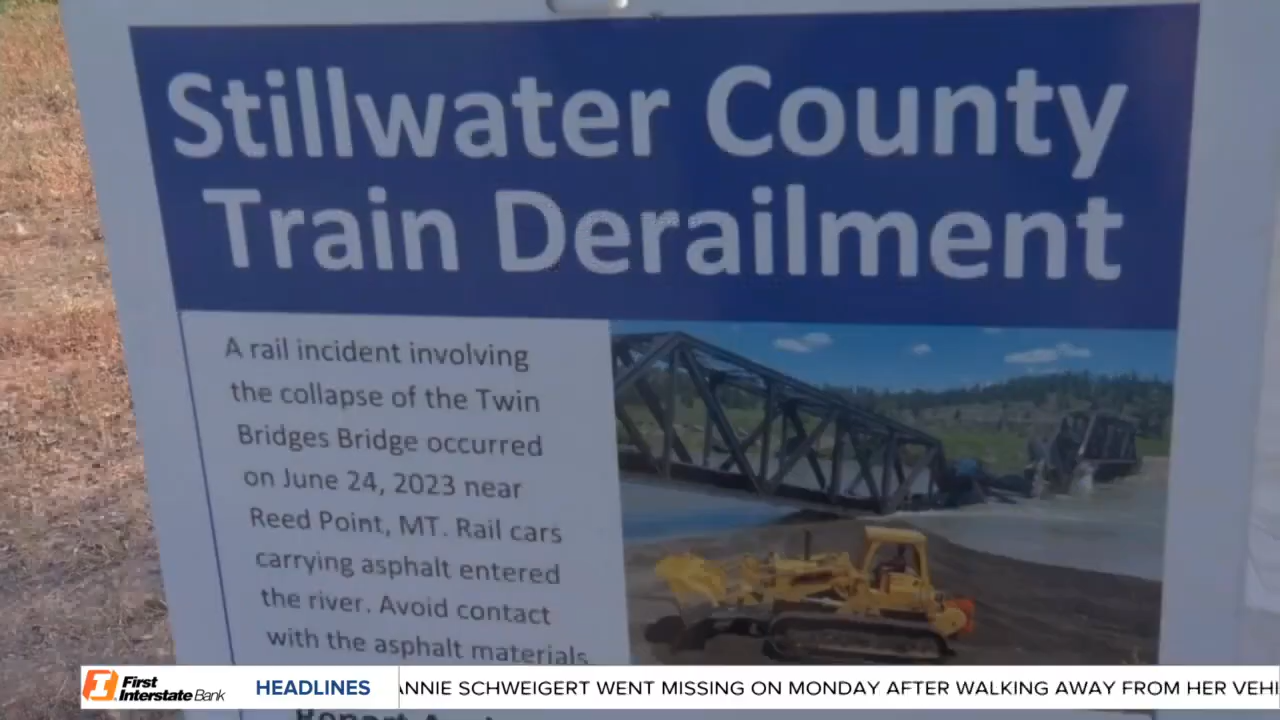 Stillwater County
Train Derailment
A rail incident involving
the collapse of the Twin
Bridges Bridge occurred
on June 24, 2023 near
Reed Point, MT. Rail cars
carrying asphalt entered
the river. Avoid contact
with the asphalt materials.
First
Interstate Bank
HEADLINES
ANNIE SCHWEIGERT WENT MISSING ON MONDAY AFTER WALKING AWAY FROM HER VEHI